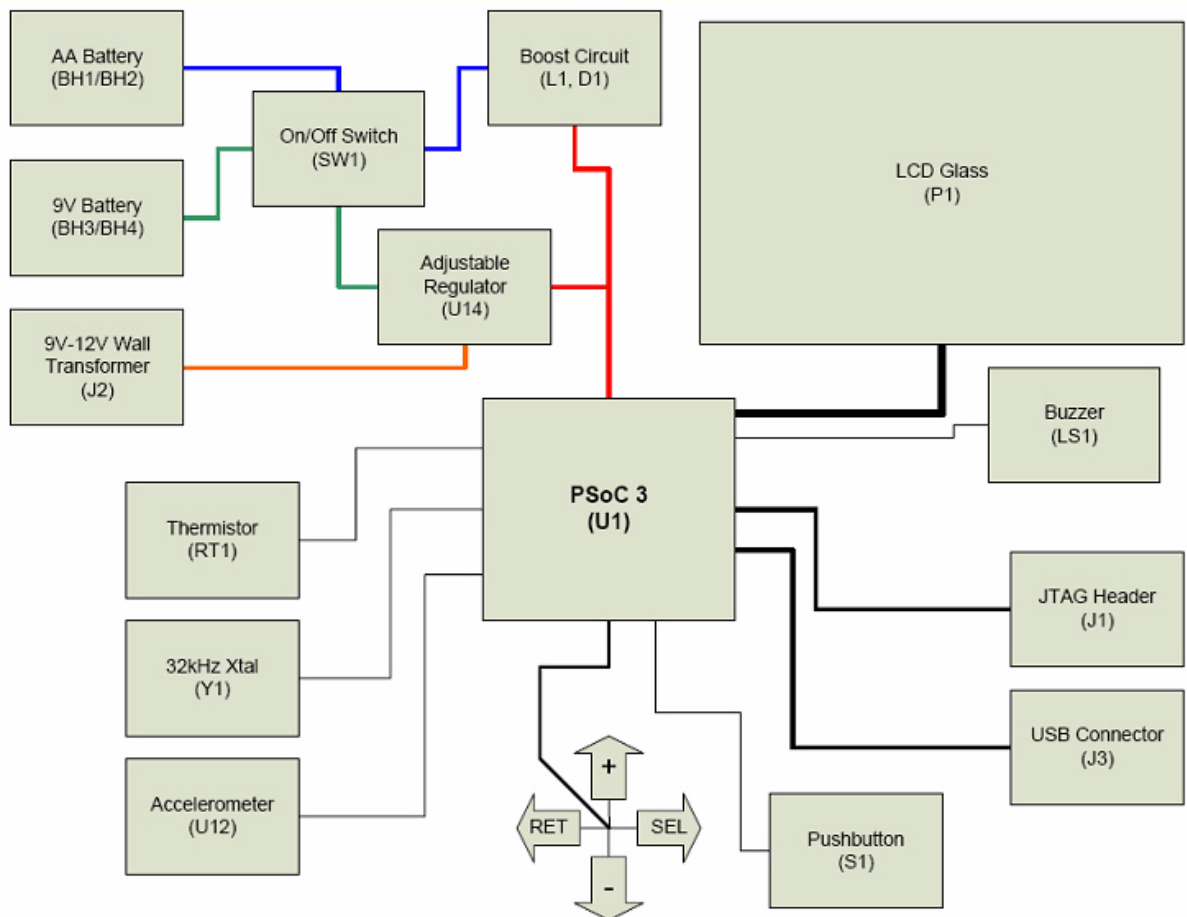 AA Battery
(BH1/BH2)
Boost Circuit
(L1, D1)
On/Off Switch
(SW1)
LCD Glass
(P1)
9V Battery
(BH3/BH4)
Adjustable
Regulator
(U14)
9V-12V Wall
Transformer
(J2)
Buzzer
(LS1)
PSoC 3
(U1)
Thermistor
(RT1)
JTAG Header
(J1)
32kHz Xtal
(Y1)
USB Connector
(J3)
Accelerometer
(U12)
+
RET
SEL
-
Pushbutton
(S1)